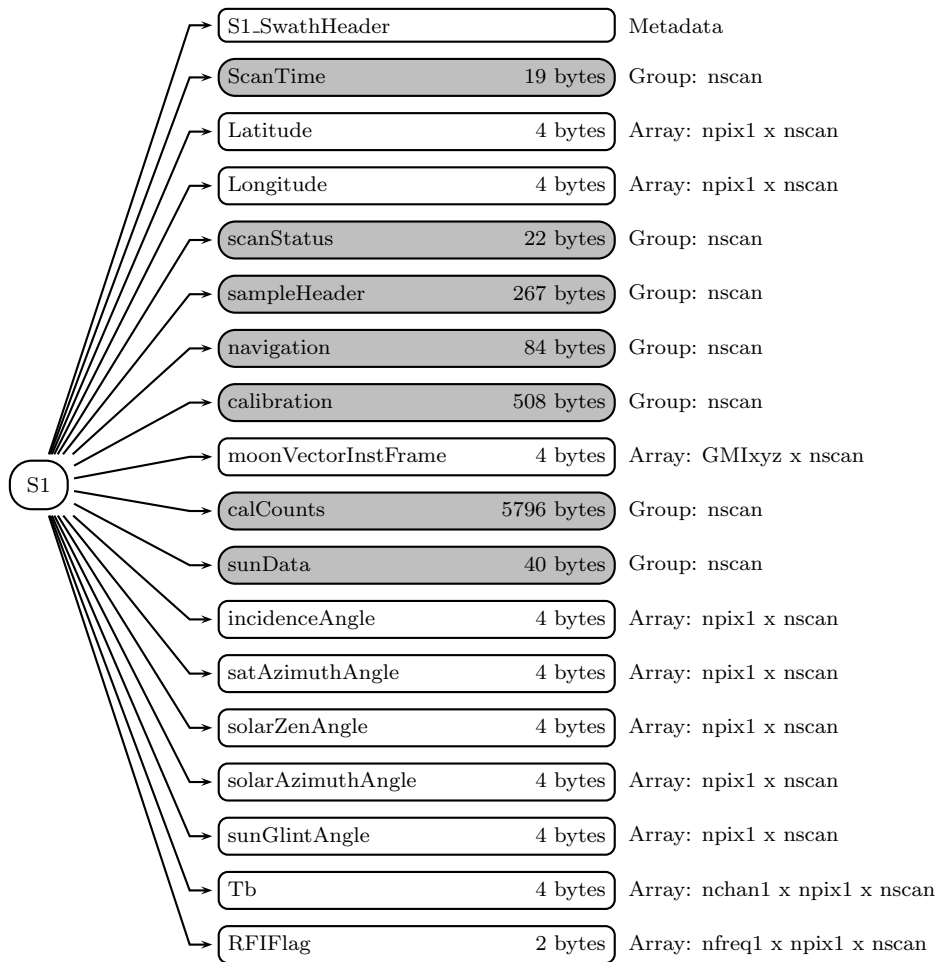 S1_SwathHeader Metadata
ScanTime 19 bytes Group: nscan
Latitude 4 bytes Array: npix1 x nscan
Longitude 4 bytes Array: npix1 x nscan
scanStatus 22 bytes Group: nscan
sampleHeader 267 bytes Group: nscan
navigation 84 bytes Group: nscan
calibration 508 bytes Group: nscan
moonVectorInstFrame 4 bytes Array: GMIxyz x nscan
S1
calCounts 5796 bytes Group: nscan
sunData 40 bytes Group: nscan
incidenceAngle 4 bytes Array: npix1 x nscan
satAzimuthAngle 4 bytes Array: npix1 x nscan
solarZenAngle 4 bytes Array: npix1 x nscan
solarAzimuthAngle 4 bytes Array: npix1 x nscan
sunGlintAngle 4 bytes Array: npix1 x nscan
Tb 4 bytes Array: nchan1 x npix1 x nscan
RFIFlag 2 bytes Array: nfreq1 x npix1 x nscan